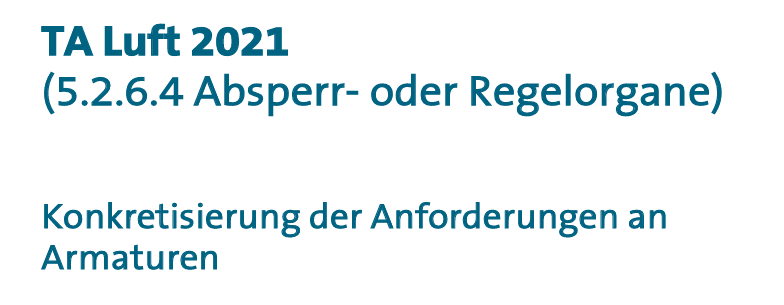 TA Luft 2021
(5.2.6.4 Absperr- oder Regelorgane)
Konkretisierung der Anforderungen an
Armaturen